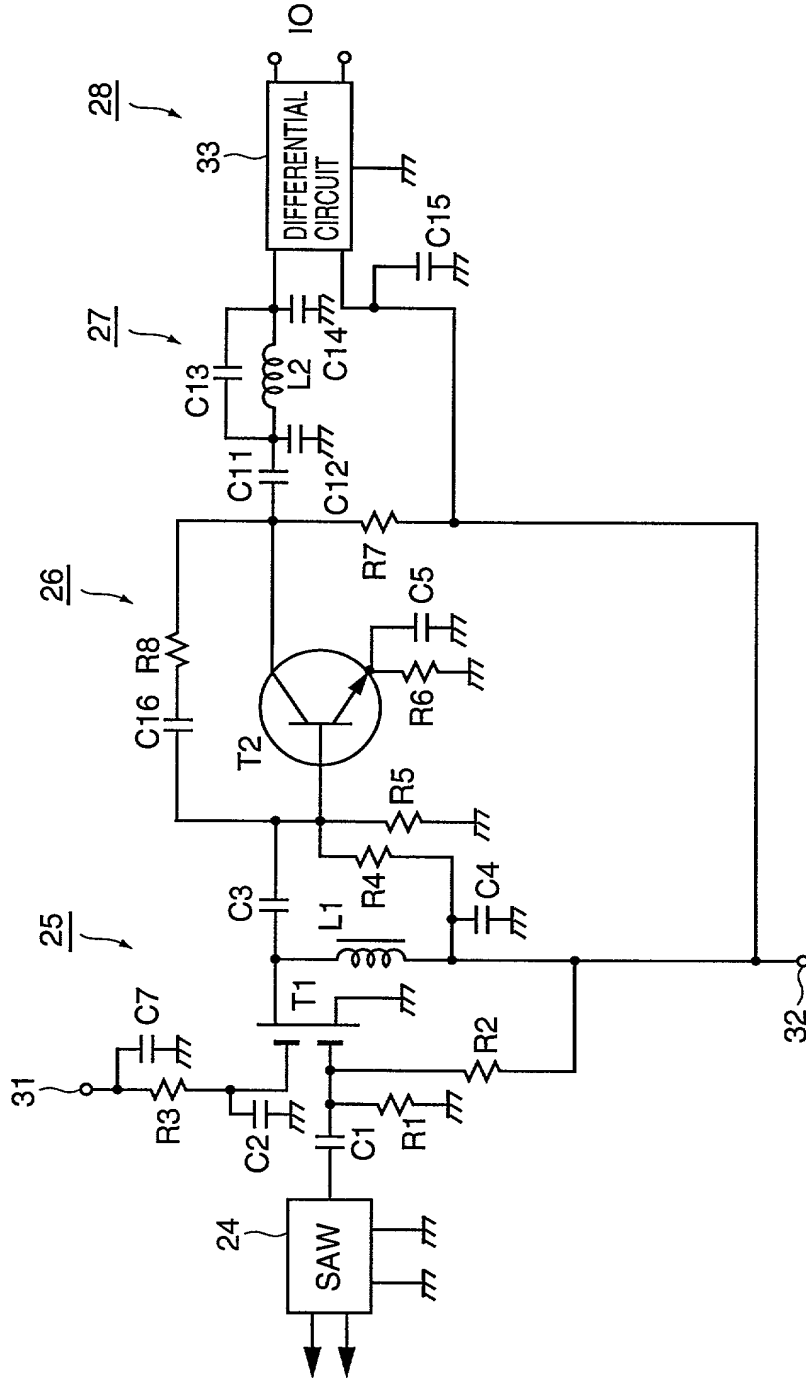 25
26
27
28
31
C7
R3
C2
24
SAW
C1
R1
R2
T1
L1
C3
R4
C4
R5
T2
C16
R8
R6
C5
R7
C11
C12
C13
L2
C14
33
DIFFERENTIAL
CIRCUIT
C15
IO
32